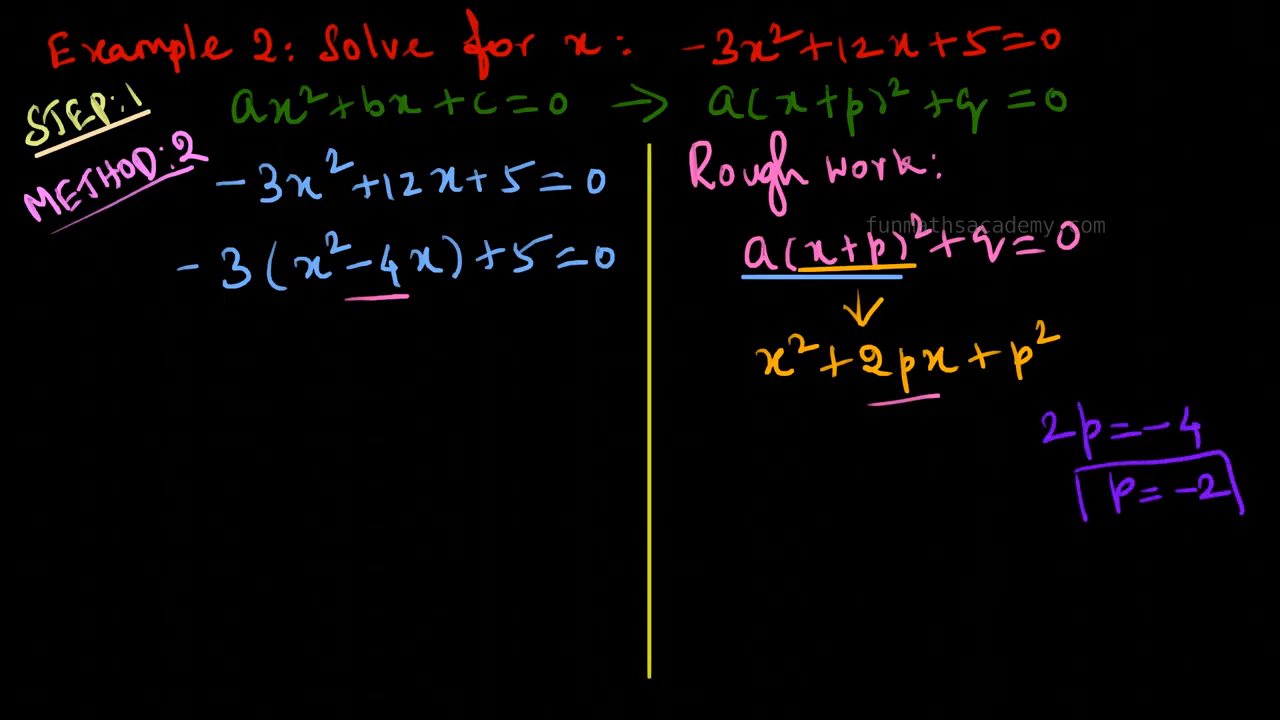 Example 2: Solve for x: -3x²+12x+5=0
STEP:1
ax²+bx+c=0 → a(x+p)²+q=0
METHOD:2
-3x²+12x+5=0
-3(x²-4x)+5=0
Rough work:
funmathsacademy.com
a(x+p)²+q=0
↓
x²+2px+p²
2p=-4
p=-2